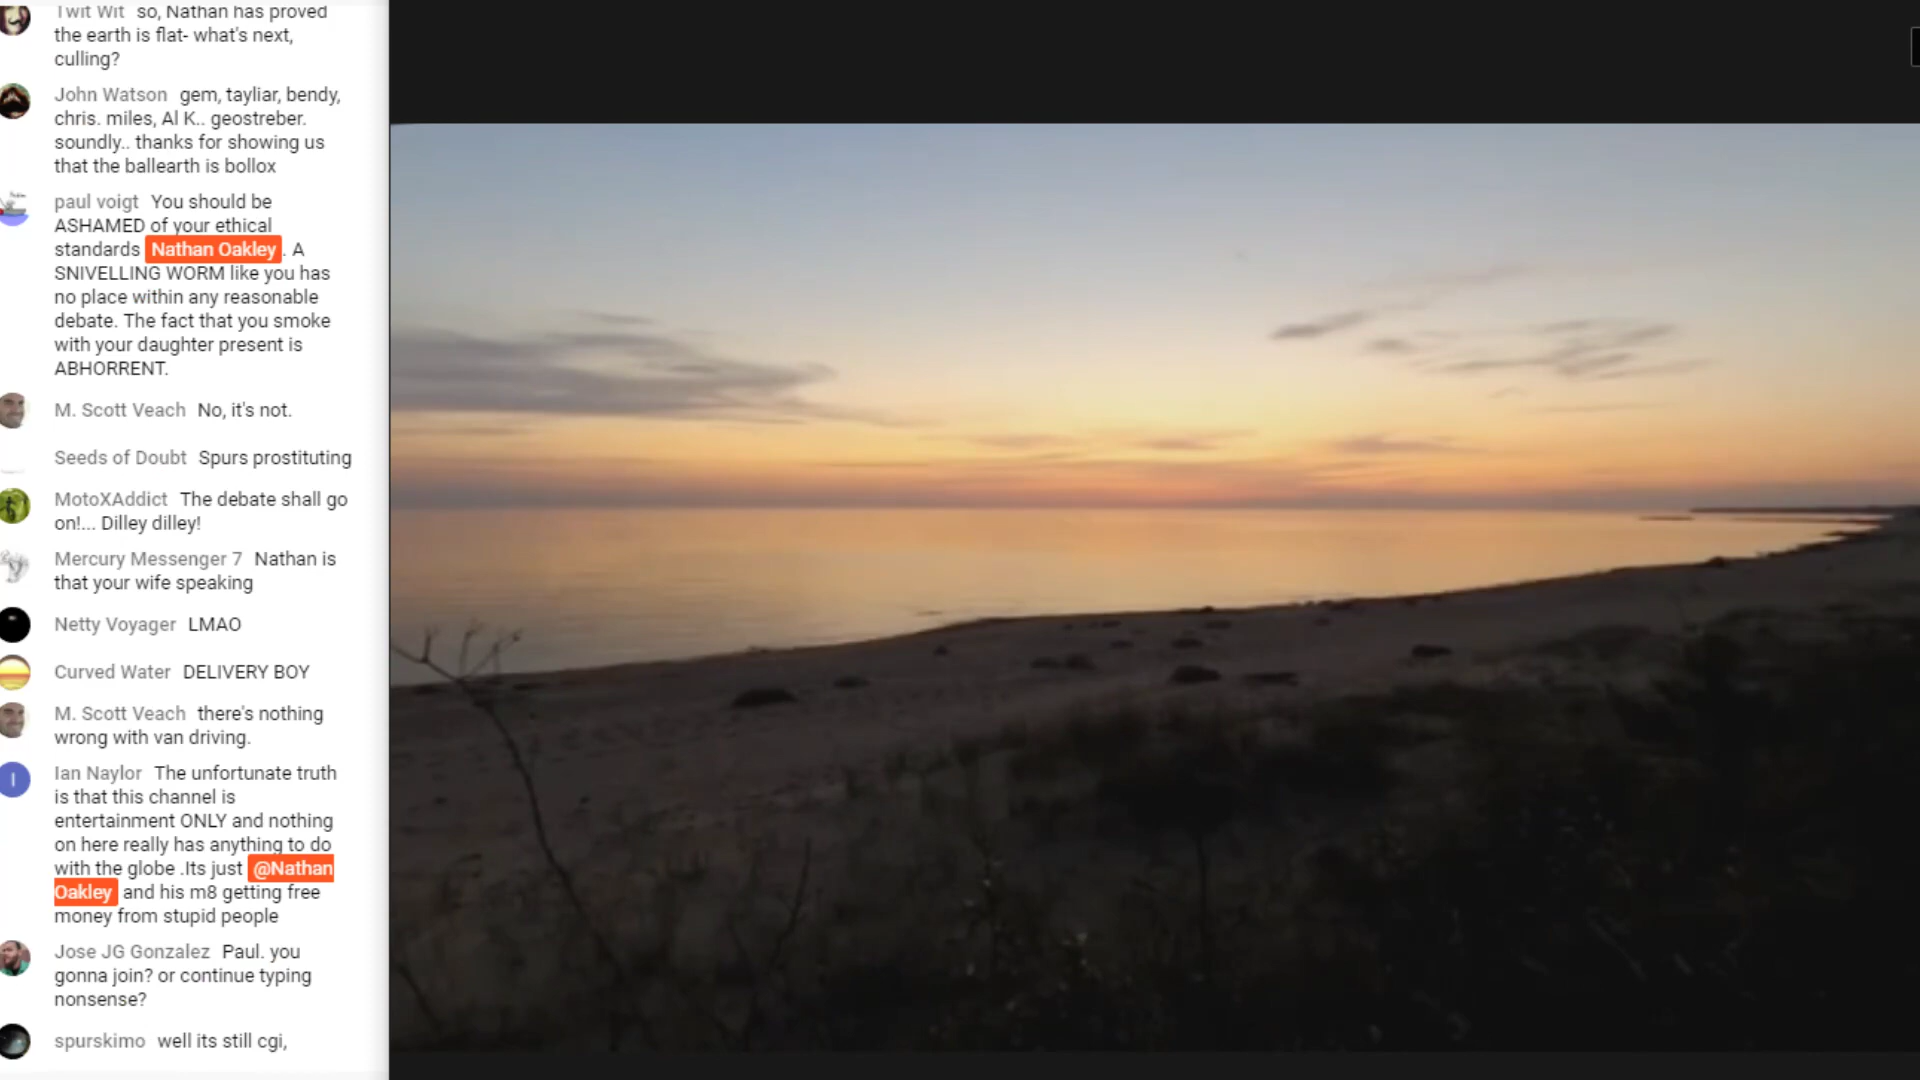 Twit Wit so, Nathan has proved
the earth is flat- what's next,
culling?
John Watson gem, tayliar, bendy,
chris. miles, Al K.. geostreber.
soundly.. thanks for showing us
that the ballearth is bollox
paul voigt You should be
ASHAMED of your ethical
standards Nathan Oakley . A
SNIVELLING WORM like you has
no place within any reasonable
debate. The fact that you smoke
with your daughter present is
ABHORRENT.
M. Scott Veach No, it's not.
Seeds of Doubt Spurs prostituting
MotoXAddict The debate shall go
on!... Dilley dilley!
Mercury Messenger 7 Nathan is
that your wife speaking
Netty Voyager LMAO
Curved Water DELIVERY BOY
M. Scott Veach there's nothing
wrong with van driving.
I
Ian Naylor The unfortunate truth
is that this channel is
entertainment ONLY and nothing
on here really has anything to do
with the globe .Its just @Nathan
Oakley and his m8 getting free
money from stupid people
Jose JG Gonzalez Paul. you
gonna join? or continue typing
nonsense?
spurskimo well its still cgi,